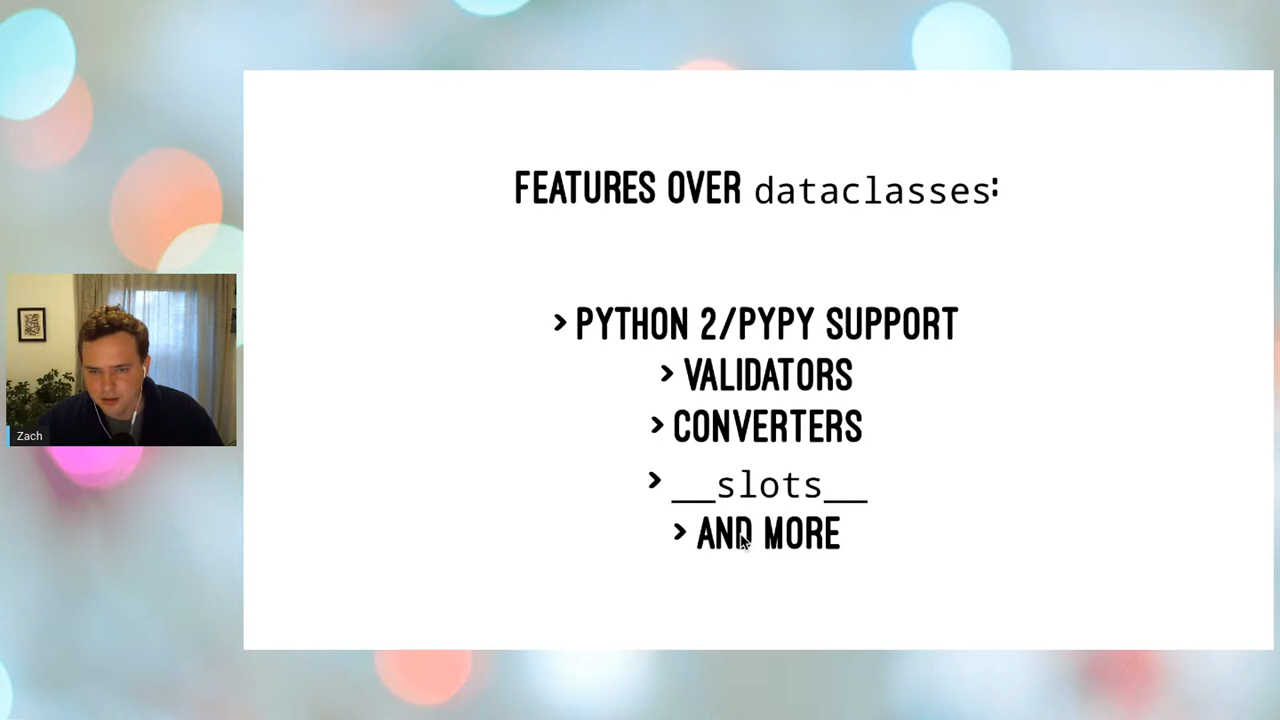 FEATURES OVER dataclasses:
> PYTHON 2/PYPY SUPPORT
> VALIDATORS
> CONVERTERS
> __slots__
> AND MORE
Zach